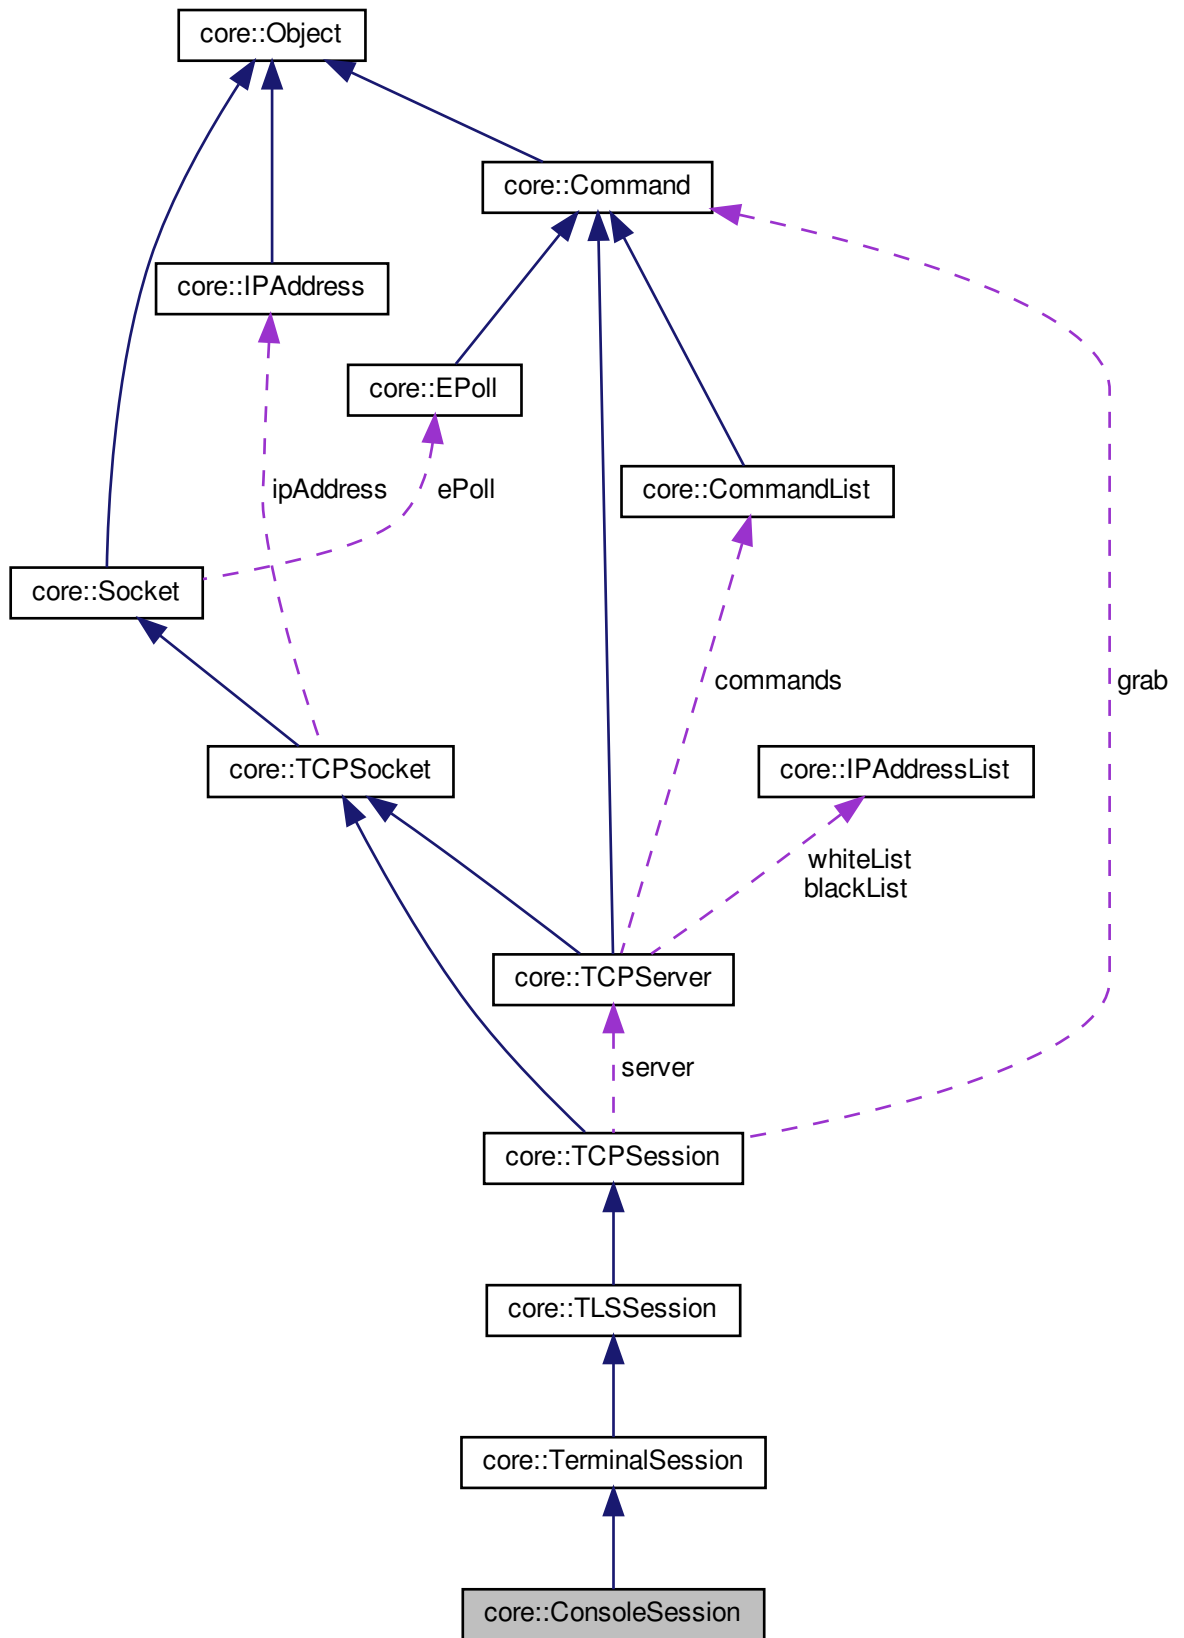 core::Object
core::Command
core::IPAddress
core::EPoll
ipAddress
ePoll
core::CommandList
core::Socket
commands
grab
core::TCPSocket
core::IPAddressList
whiteList
blackList
core::TCPServer
server
core::TCPSession
core::TLSSession
core::TerminalSession
core::ConsoleSession